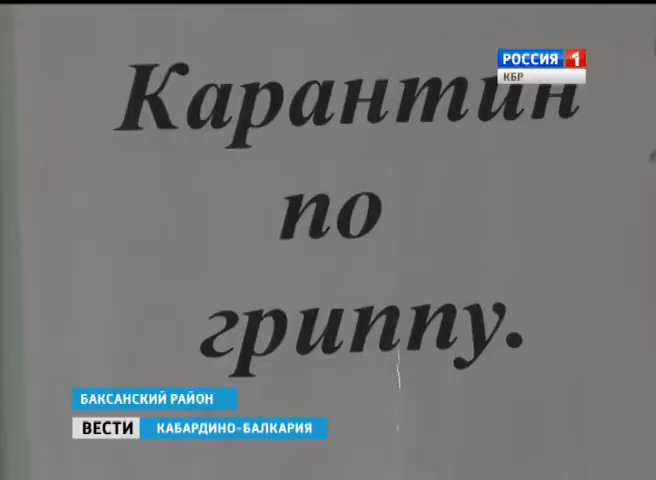 РОССИЯ 1
КБР
Карантин
по
гриппу.
БАКСАНСКИЙ РАЙОН
ВЕСТИ КАБАРДИНО-БАЛКАРИЯ